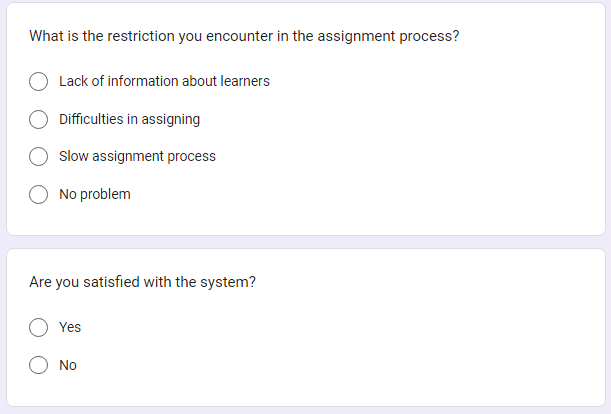 What is the restriction you encounter in the assignment process?
Lack of information about learners
Difficulties in assigning
Slow assignment process
No problem
Are you satisfied with the system?
Yes
No